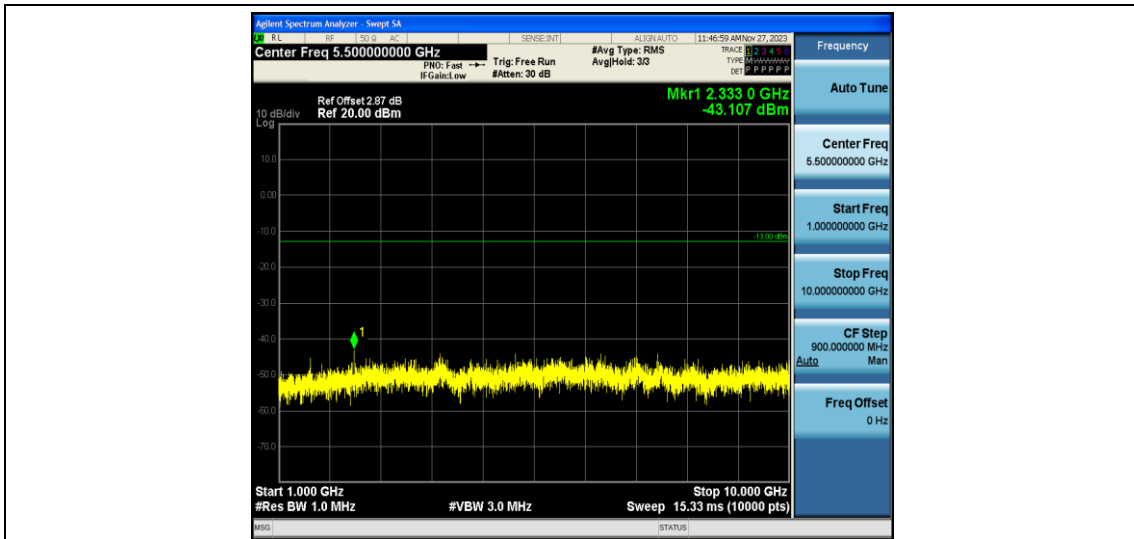 Agilent Spectrum Analyzer - Swept SA
RL RF 50 Ω AC SENSE:INT ALIGN AUTO 11:46:59 AM Nov 27, 2023
Center Freq 5.500000000 GHz
PNO: Fast
IFGain:Low
Trig: Free Run
#Atten: 30 dB
#Avg Type: RMS
Avg|Hold: 3/3
TRACE 1 2 3 4 5 6
TYPE M
DET P P P P P P
Mkr1 2.333 0 GHz
-43.107 dBm
Ref Offset 2.87 dB
10 dB/div Ref 20.00 dBm
Log
10.0
0.00
-10.0
-13.00 dBm
-20.0
-30.0
1
-40.0
-50.0
-60.0
-70.0
Start 1.000 GHz Stop 10.000 GHz
#Res BW 1.0 MHz #VBW 3.0 MHz Sweep 15.33 ms (10000 pts)
MSG STATUS
Frequency
Auto Tune
Center Freq
5.500000000 GHz
Start Freq
1.000000000 GHz
Stop Freq
10.000000000 GHz
CF Step
900.000000 MHz
Auto Man
Freq Offset
0 Hz